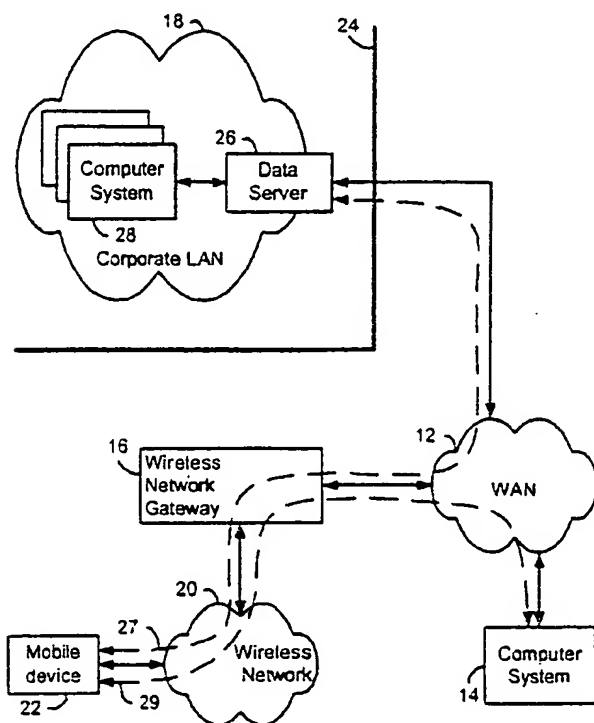 18
24
26
Computer
System
Data
Server
28
Corporate LAN
12
16
Wireless
Network
Gateway
WAN
20
27
Mobile
device
Wireless
Network
22
29
14
Computer
System